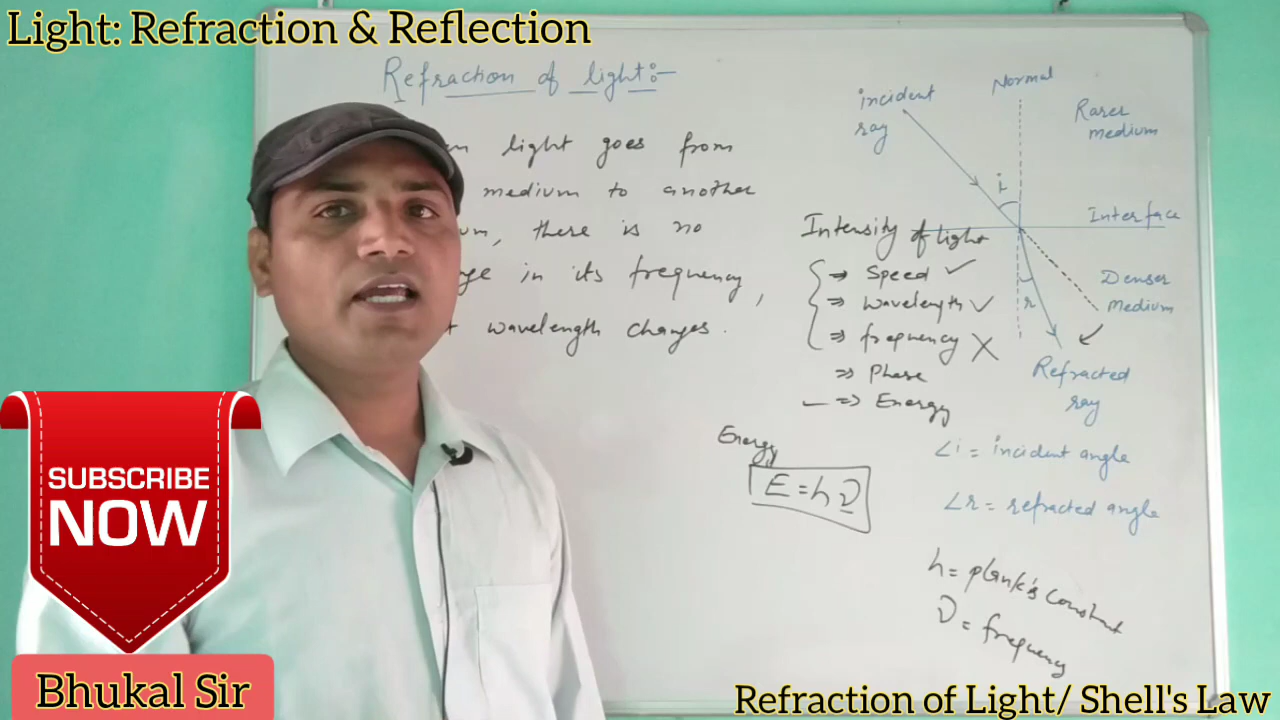 Light: Refraction & Reflection
Refraction of light:-
light goes from
medium to another
there is no
in its frequency,
wavelength changes.
Normal
incident
ray
Rarer
medium
i
Interface
Intensity of light
⇒ Speed ✓
⇒ wavelength ✓
⇒ frequency X
⇒ Phase
⇒ Energy
Denser
Medium
r
Refracted
ray
Energy
E = hν
∠i = incident angle
∠r = refracted angle
h = plank's constant
ν = frequency
SUBSCRIBE
NOW
Bhukal Sir
Refraction of Light/ Shell's Law